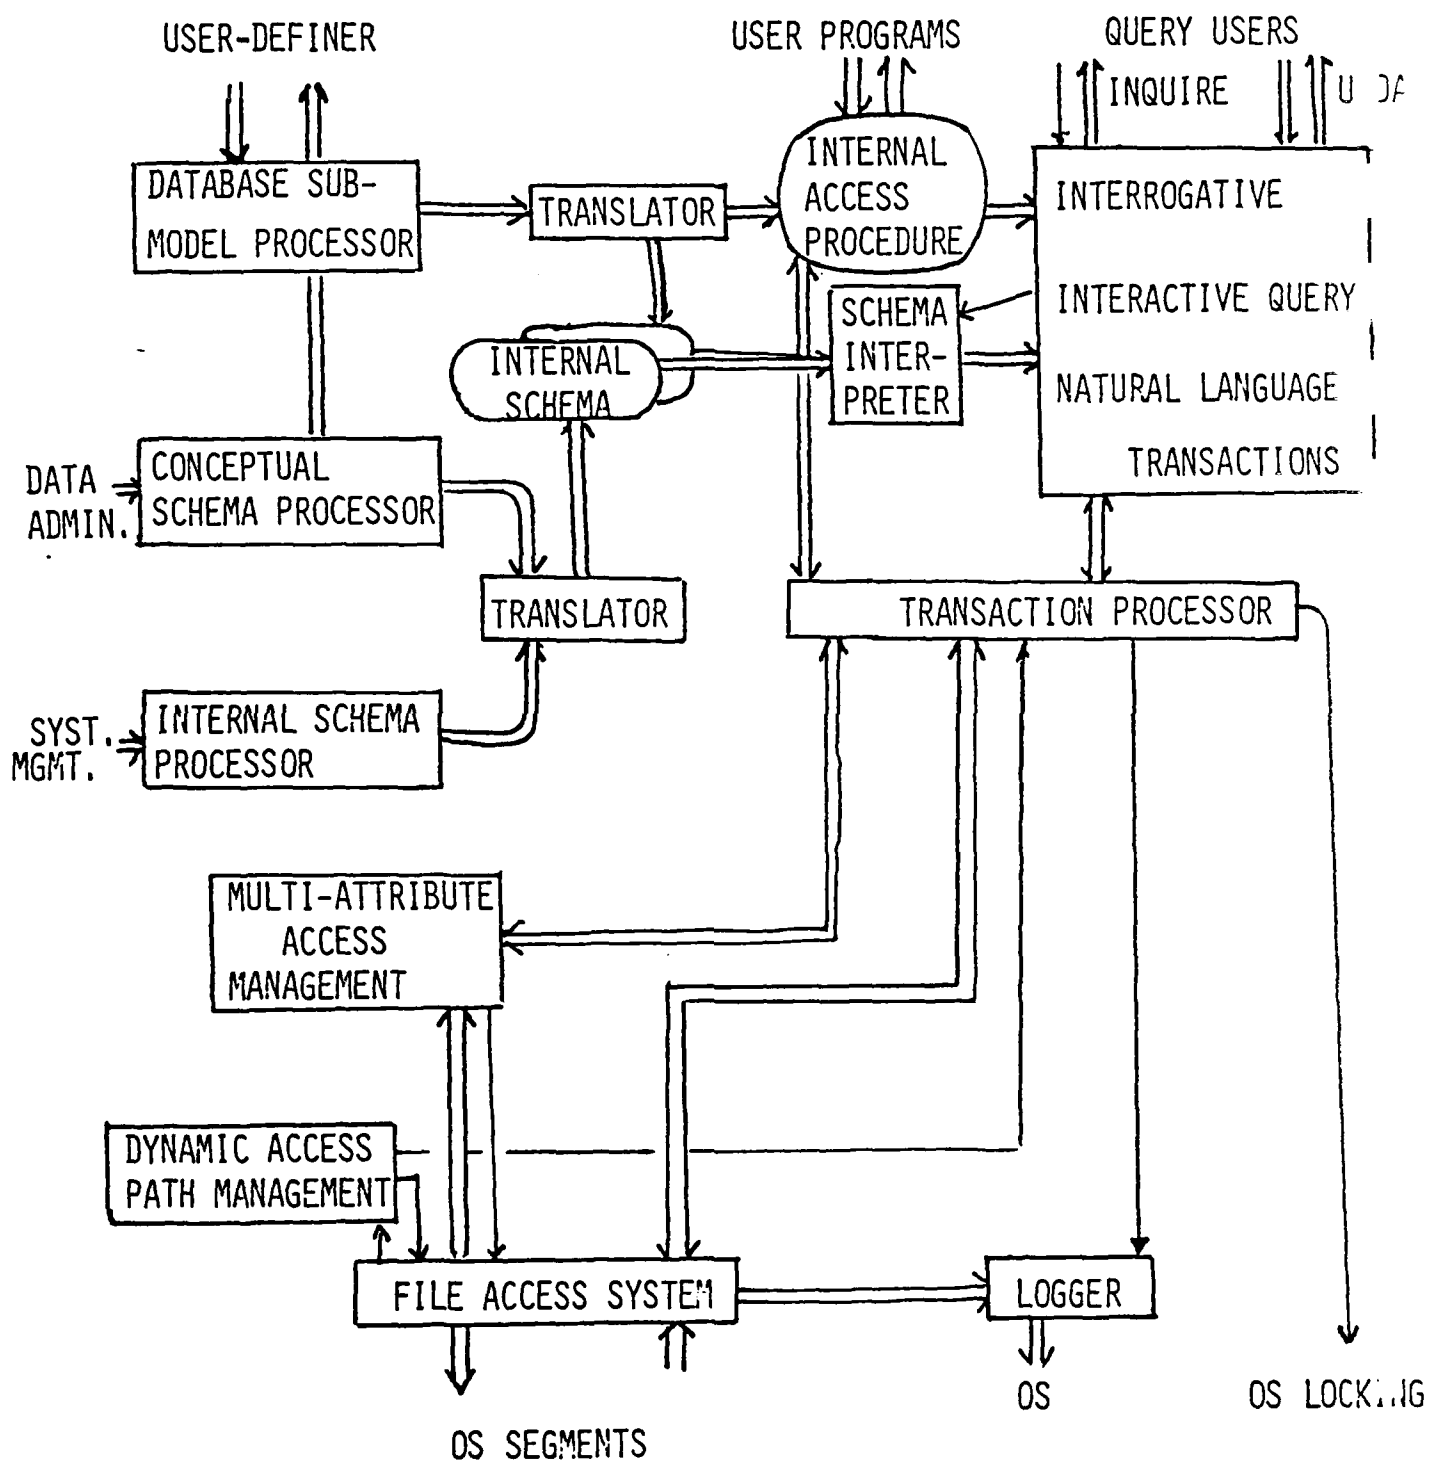 USER-DEFINER
USER PROGRAMS
QUERY USERS
INQUIRE
DATABASE SUB-
MODEL PROCESSOR
TRANSLATOR
INTERNAL
ACCESS
PROCEDURE
INTERROGATIVE
INTERACTIVE QUERY
NATURAL LANGUAGE
TRANSACTIONS
SCHEMA
INTER-
PRETER
INTERNAL
SCHEMA
DATA
ADMIN.
CONCEPTUAL
SCHEMA PROCESSOR
TRANSLATOR
TRANSACTION PROCESSOR
SYST.
MGMT.
INTERNAL SCHEMA
PROCESSOR
MULTI-ATTRIBUTE
ACCESS
MANAGEMENT
DYNAMIC ACCESS
PATH MANAGEMENT
FILE ACCESS SYSTEM
LOGGER
OS
OS LOCKING
OS SEGMENTS